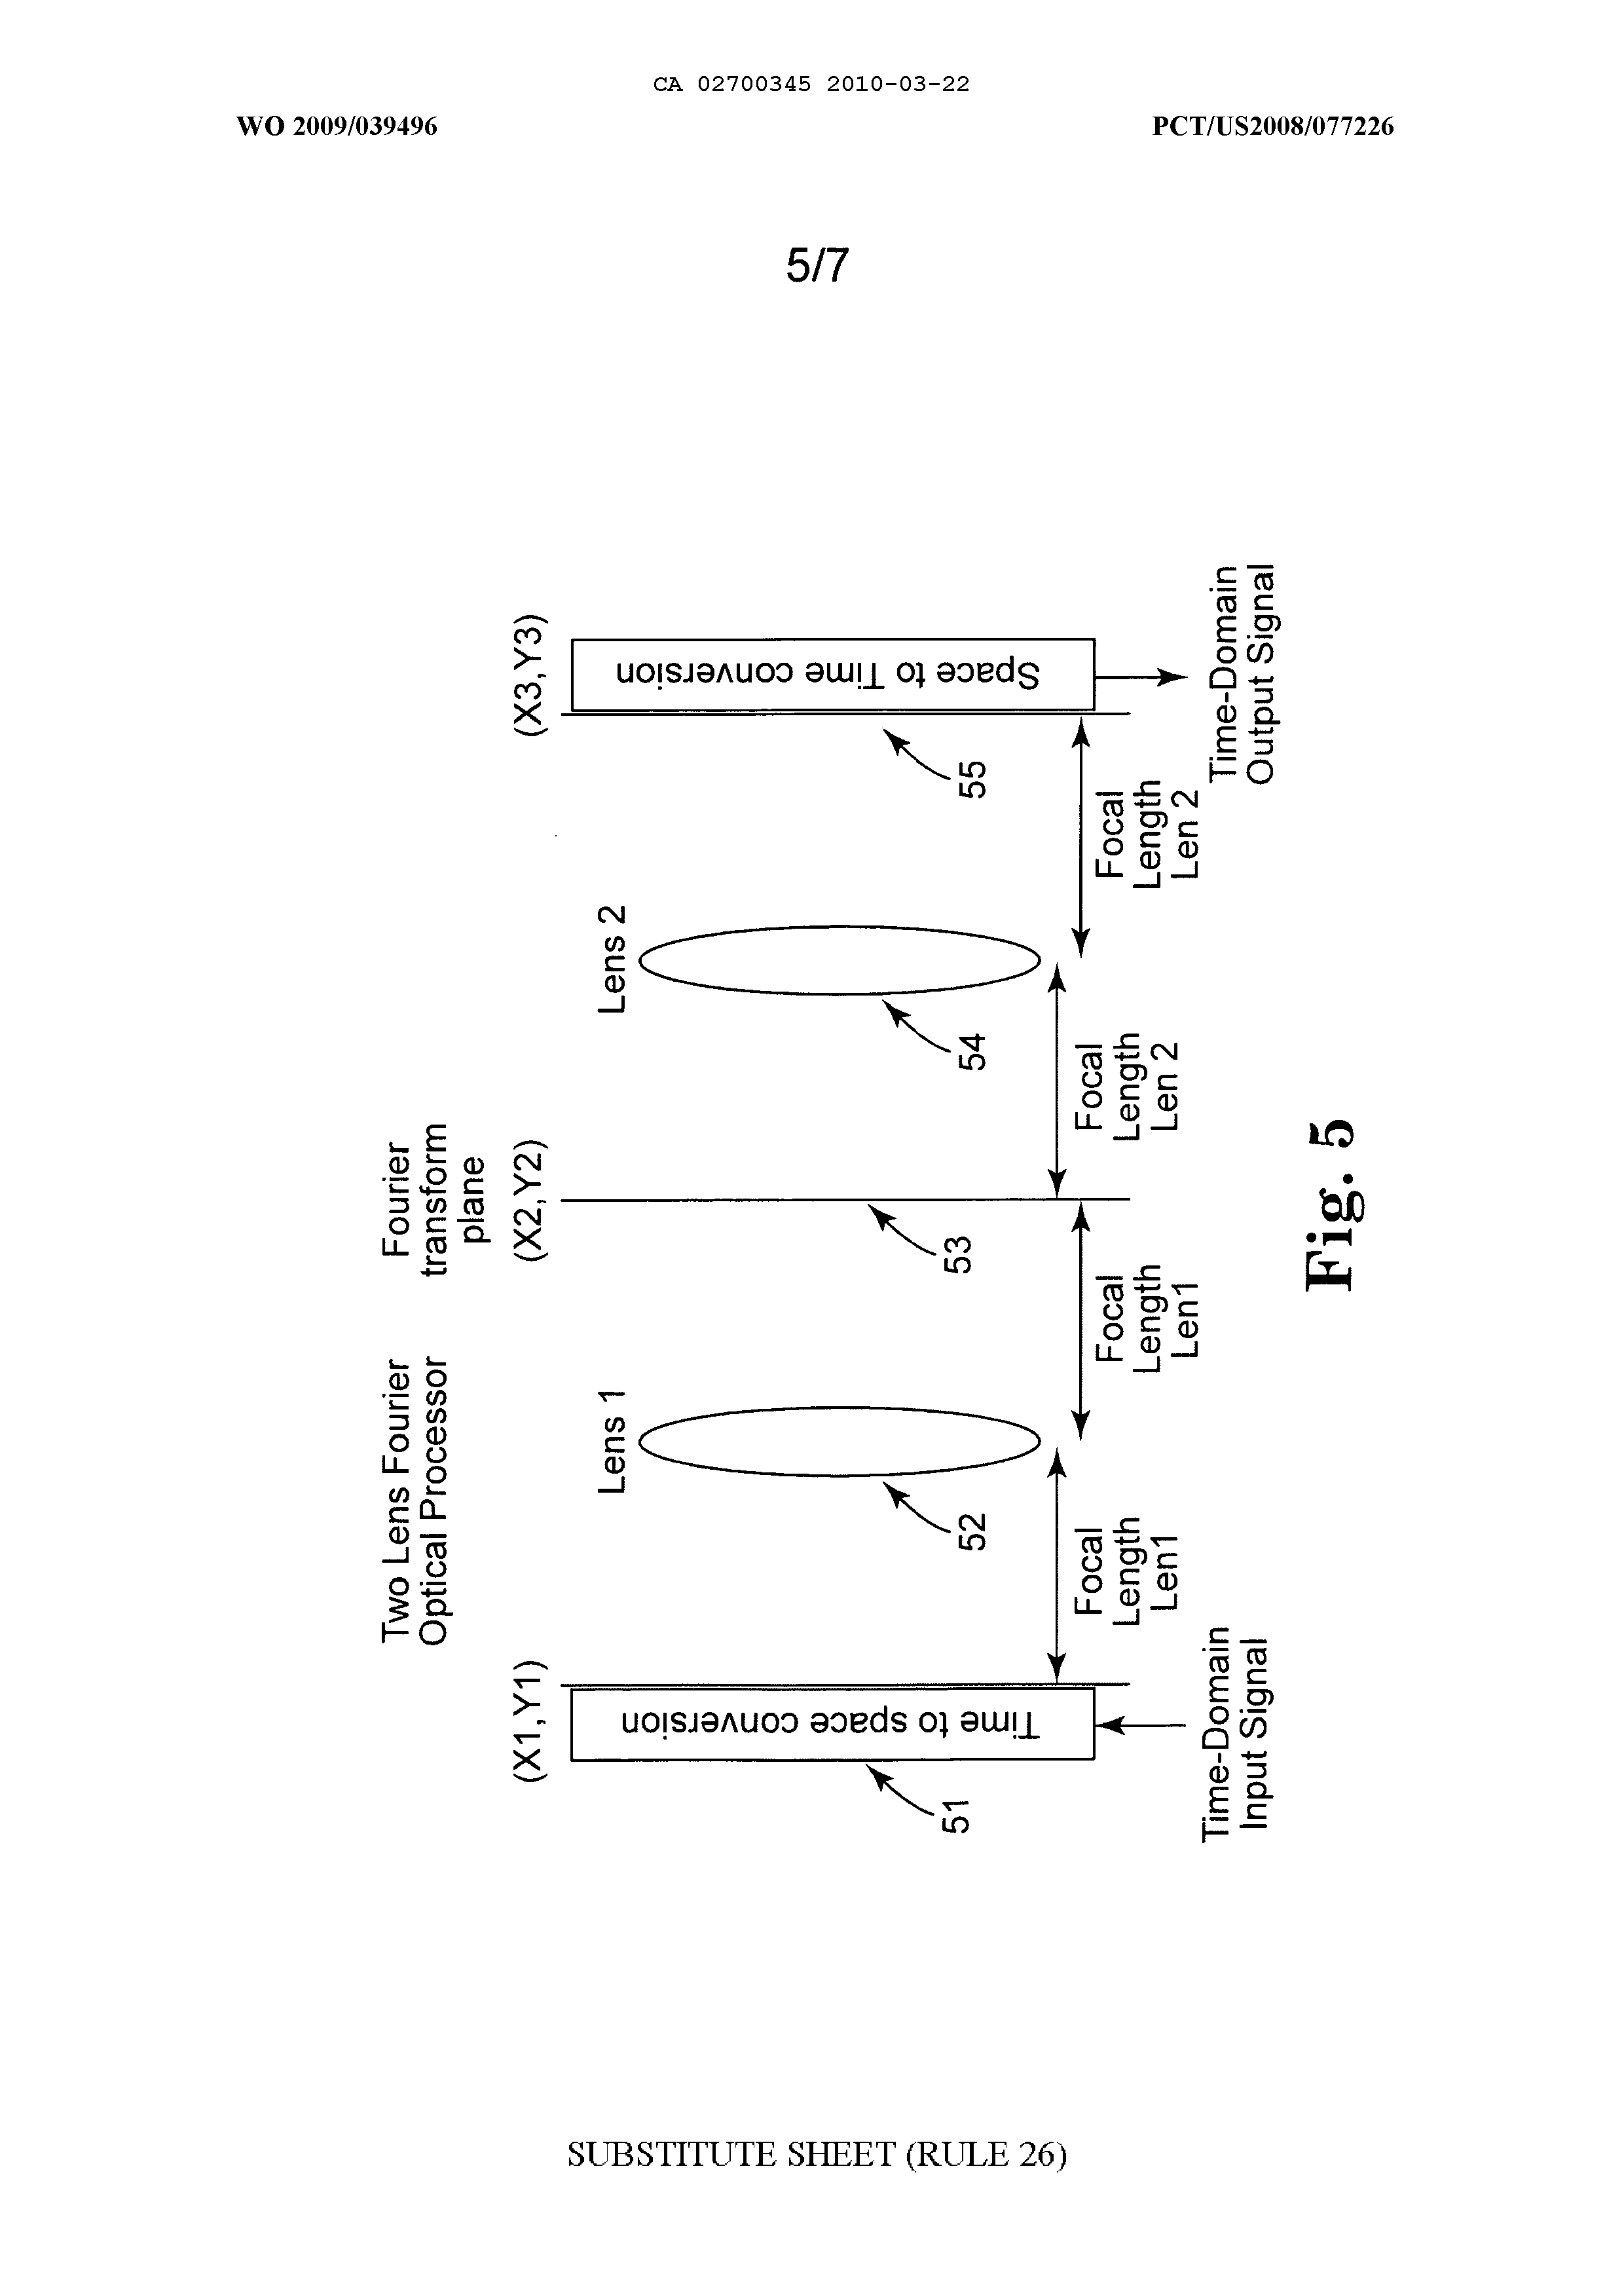 CA 02700345 2010-03-22
WO 2009/039496
PCT/US2008/077226
5/7
Two Lens Fourier
Optical Processor
Fourier
transform
plane
(X1,Y1)
(X2,Y2)
(X3,Y3)
Lens 1
Lens 2
Time to space conversion
Space to Time conversion
51
52
53
54
55
Focal
Length
Len1
Focal
Length
Len1
Focal
Length
Len 2
Focal
Length
Len 2
Time-Domain
Input Signal
Time-Domain
Output Signal
Fig. 5
SUBSTITUTE SHEET (RULE 26)